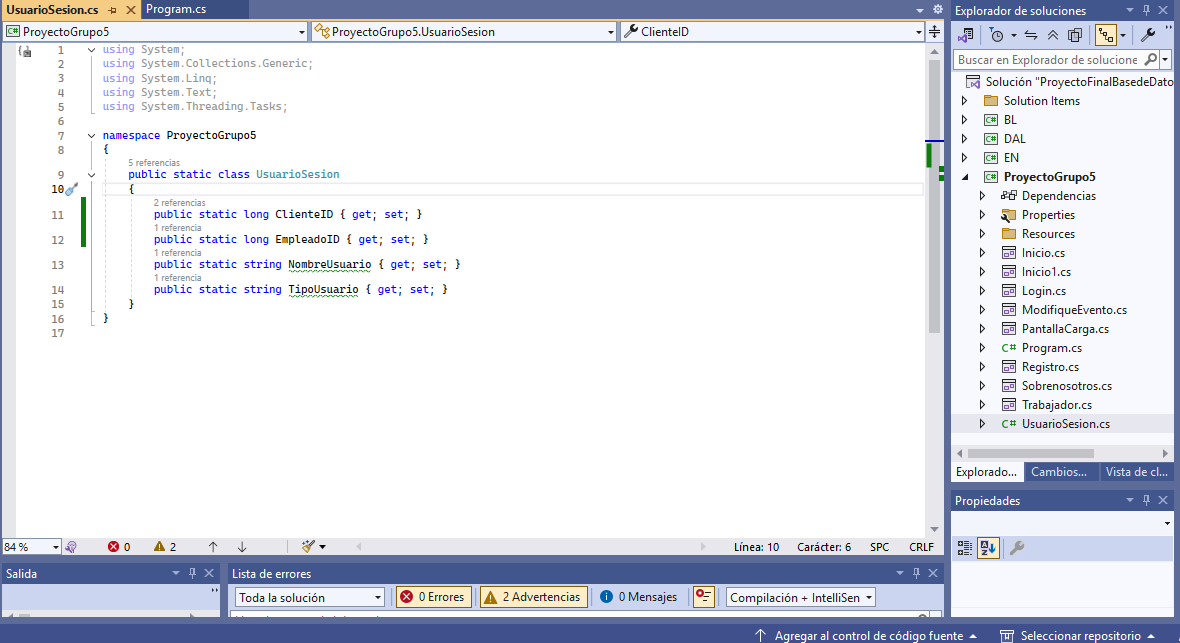 UsuarioSesion.cs
Program.cs
ProyectoGrupo5
ProyectoGrupo5.UsuarioSesion
ClienteID
1 using System;
2 using System.Collections.Generic;
3 using System.Linq;
4 using System.Text;
5 using System.Threading.Tasks;
6
7 namespace ProyectoGrupo5
8 {
5 referencias
9 public static class UsuarioSesion
10 {
2 referencias
11 public static long ClienteID { get; set; }
1 referencia
12 public static long EmpleadoID { get; set; }
1 referencia
13 public static string NombreUsuario { get; set; }
1 referencia
14 public static string TipoUsuario { get; set; }
15 }
16 }
17
84 %
0
2
Línea: 10
Carácter: 6
SPC
CRLF
Salida
Lista de errores
Toda la solución
0 Errores
2 Advertencias
0 Mensajes
Compilación + IntelliSen
Explorador de soluciones
Buscar en Explorador de solucione
Solución "ProyectoFinalBasedeDato
Solution Items
C# BL
C# DAL
C# EN
C# ProyectoGrupo5
Dependencias
Properties
Resources
Inicio.cs
Inicio1.cs
Login.cs
ModifiqueEvento.cs
PantallaCarga.cs
C# Program.cs
Registro.cs
Sobrenosotros.cs
Trabajador.cs
C# UsuarioSesion.cs
Explorado...
Cambios...
Vista de cl...
Propiedades
Agregar al control de código fuente
Seleccionar repositorio